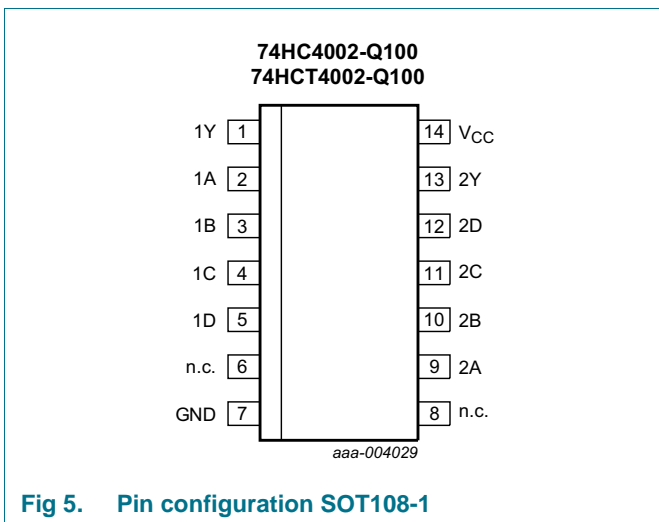 74HC4002-Q100
74HCT4002-Q100
1Y 1 14 VCC
1A 2 13 2Y
1B 3 12 2D
1C 4 11 2C
1D 5 10 2B
n.c. 6 9 2A
GND 7 8 n.c.
aaa-004029
Fig 5. Pin configuration SOT108-1